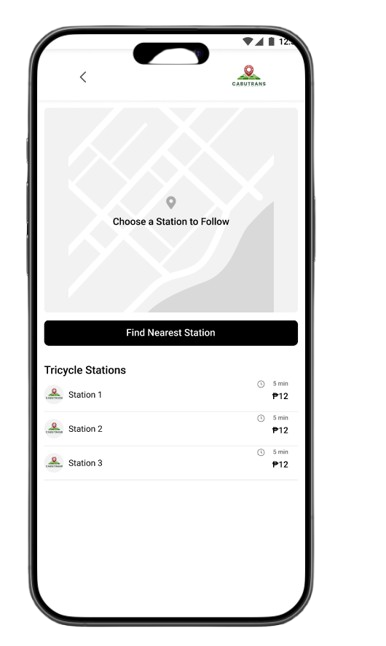 12:
CABUTRANS
Choose a Station to Follow
Find Nearest Station
Tricycle Stations
5 min
Station 1
₱12
5 min
Station 2
₱12
5 min
Station 3
₱12